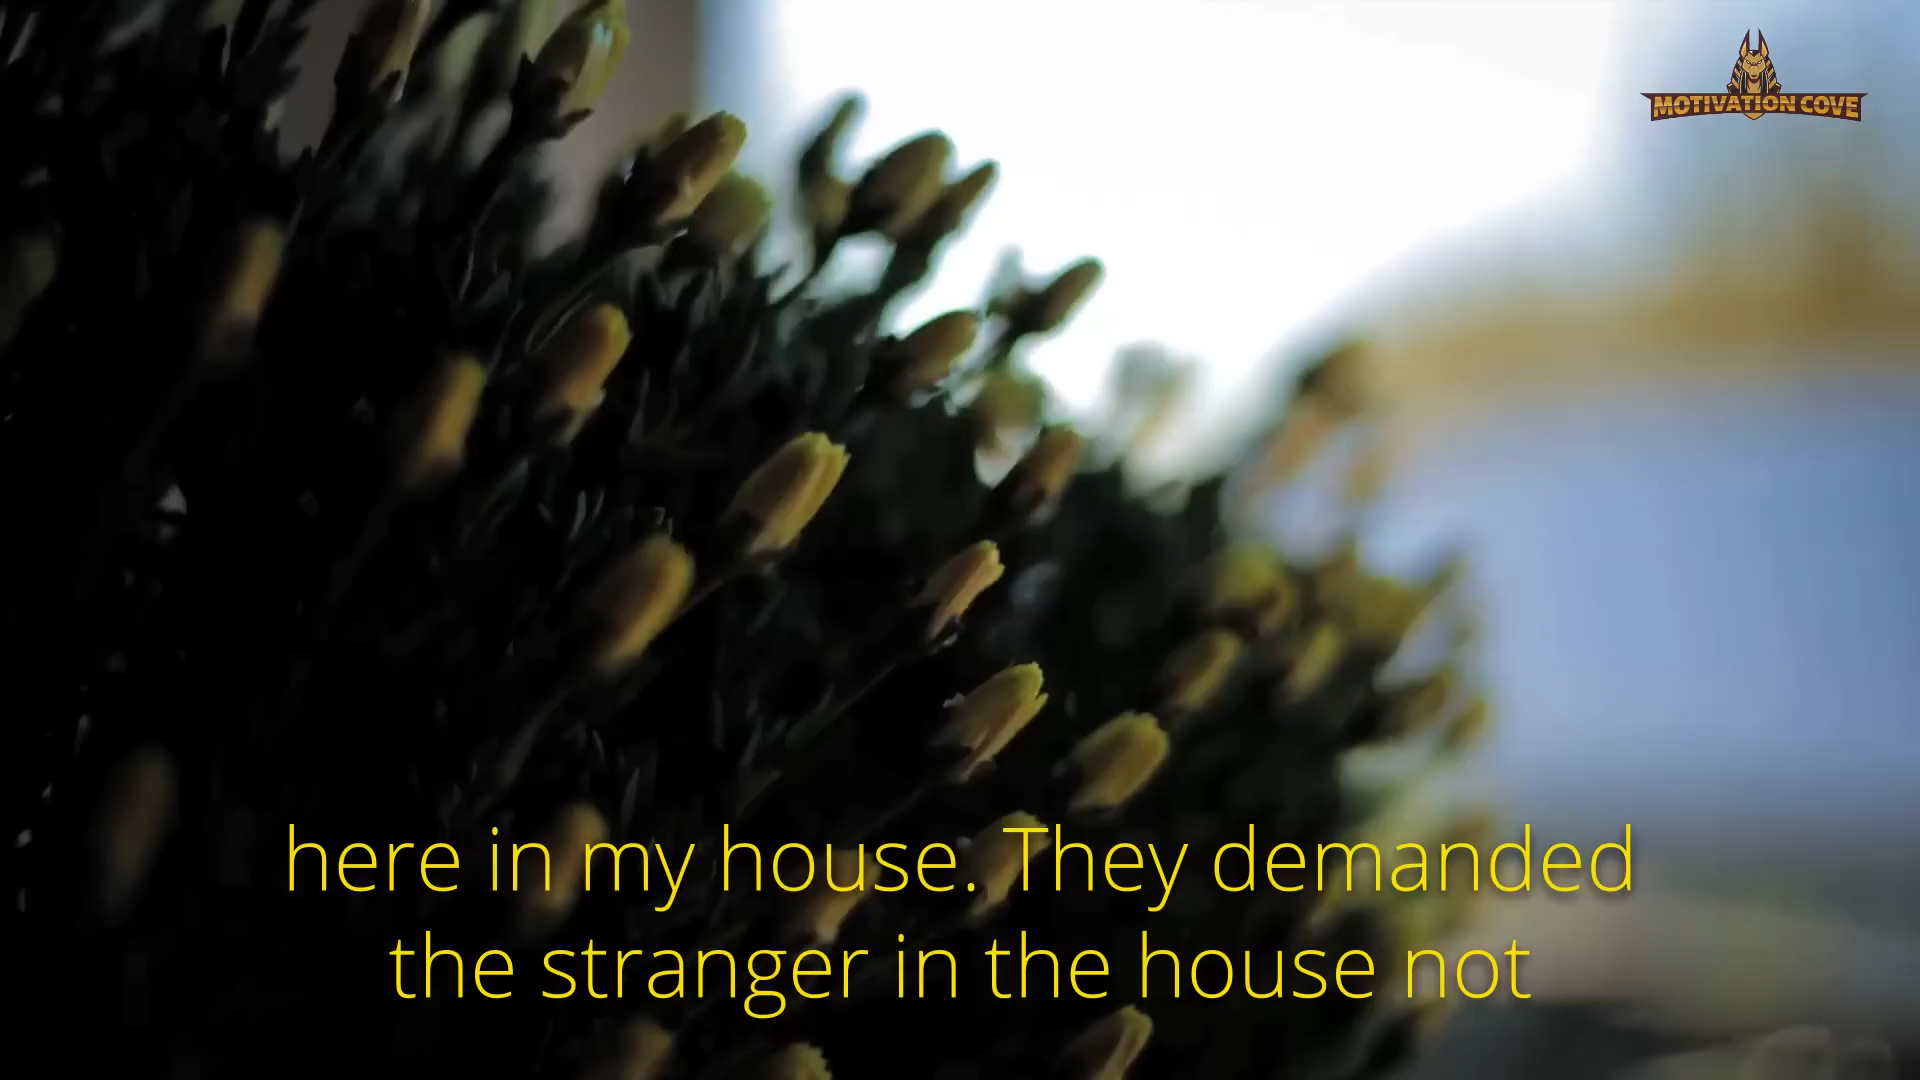 MOTIVATION COVE
here in my house. They demanded
the stranger in the house not